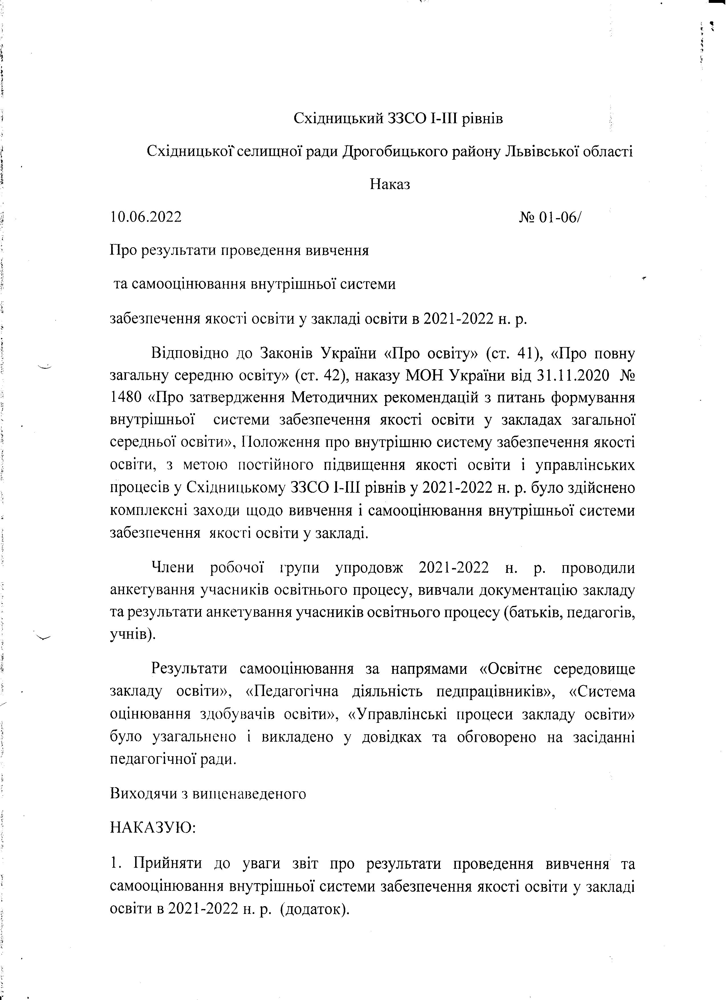 Східницький ЗЗСО І-ІІІ рівнів
Східницької селищної ради Дрогобицького району Львівської області
Наказ
10.06.2022 № 01-06/
Про результати проведення вивчення
та самооцінювання внутрішньої системи
забезпечення якості освіти у закладі освіти в 2021-2022 н. р.
Відповідно до Законів України «Про освіту» (ст. 41), «Про повну
загальну середню освіту» (ст. 42), наказу МОН України від 31.11.2020 №
1480 «Про затвердження Методичних рекомендацій з питань формування
внутрішньої системи забезпечення якості освіти у закладах загальної
середньої освіти», Положення про внутрішню систему забезпечення якості
освіти, з метою постійного підвищення якості освіти і управлінських
процесів у Східницькому ЗЗСО І-ІІІ рівнів у 2021-2022 н. р. було здійснено
комплексні заходи щодо вивчення і самооцінювання внутрішньої системи
забезпечення якості освіти у закладі.
Члени робочої групи упродовж 2021-2022 н. р. проводили
анкетування учасників освітнього процесу, вивчали документацію закладу
та результати анкетування учасників освітнього процесу (батьків, педагогів,
учнів).
Результати самооцінювання за напрямами «Освітнє середовище
закладу освіти», «Педагогічна діяльність педпрацівників», «Система
оцінювання здобувачів освіти», «Управлінські процеси закладу освіти»
було узагальнено і викладено у довідках та обговорено на засіданні
педагогічної ради.
Виходячи з вищенаведеного
НАКАЗУЮ:
1. Прийняти до уваги звіт про результати проведення вивчення та
самооцінювання внутрішньої системи забезпечення якості освіти у закладі
освіти в 2021-2022 н. р. (додаток).